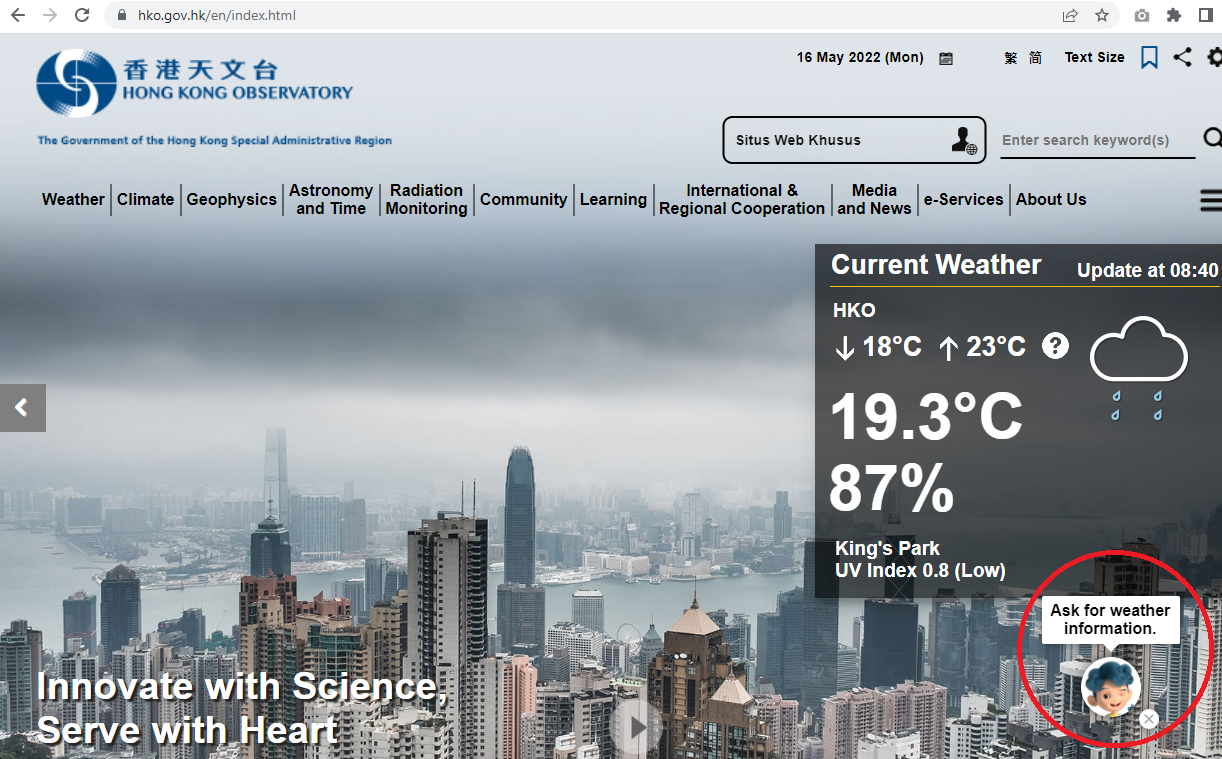 hko.gov.hk/en/index.html
香港天文台
HONG KONG OBSERVATORY
The Government of the Hong Kong Special Administrative Region
16 May 2022 (Mon)
繁 简 Text Size
Situs Web Khusus
Enter search keyword(s)
Weather
Climate
Geophysics
Astronomy
and Time
Radiation
Monitoring
Community
Learning
International &
Regional Cooperation
Media
and News
e-Services
About Us
Current Weather
Update at 08:40
HKO
↓ 18°C ↑ 23°C ?
19.3°C
87%
King's Park
UV Index 0.8 (Low)
Ask for weather
information.
Innovate with Science,
Serve with Heart